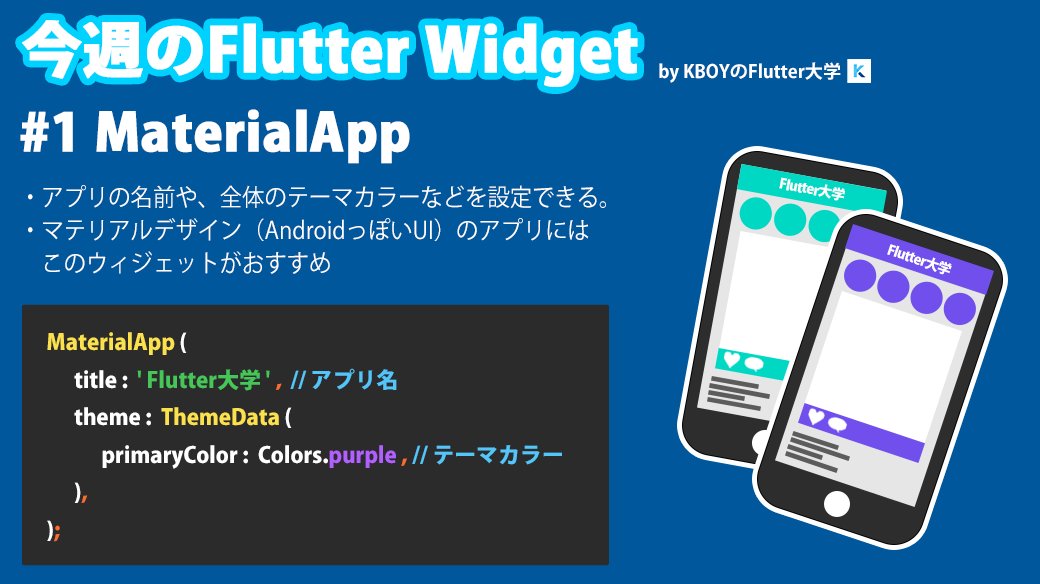 今週のFlutter Widget
by KBOYのFlutter大学 K
#1 MaterialApp
・アプリの名前や、全体のテーマカラーなどを設定できる。
・マテリアルデザイン（AndroidっぽいUI）のアプリには
このウィジェットがおすすめ
MaterialApp (
title : 'Flutter大学' , // アプリ名
theme : ThemeData (
primaryColor : Colors.purple , // テーマカラー
),
);
Flutter大学
Flutter大学